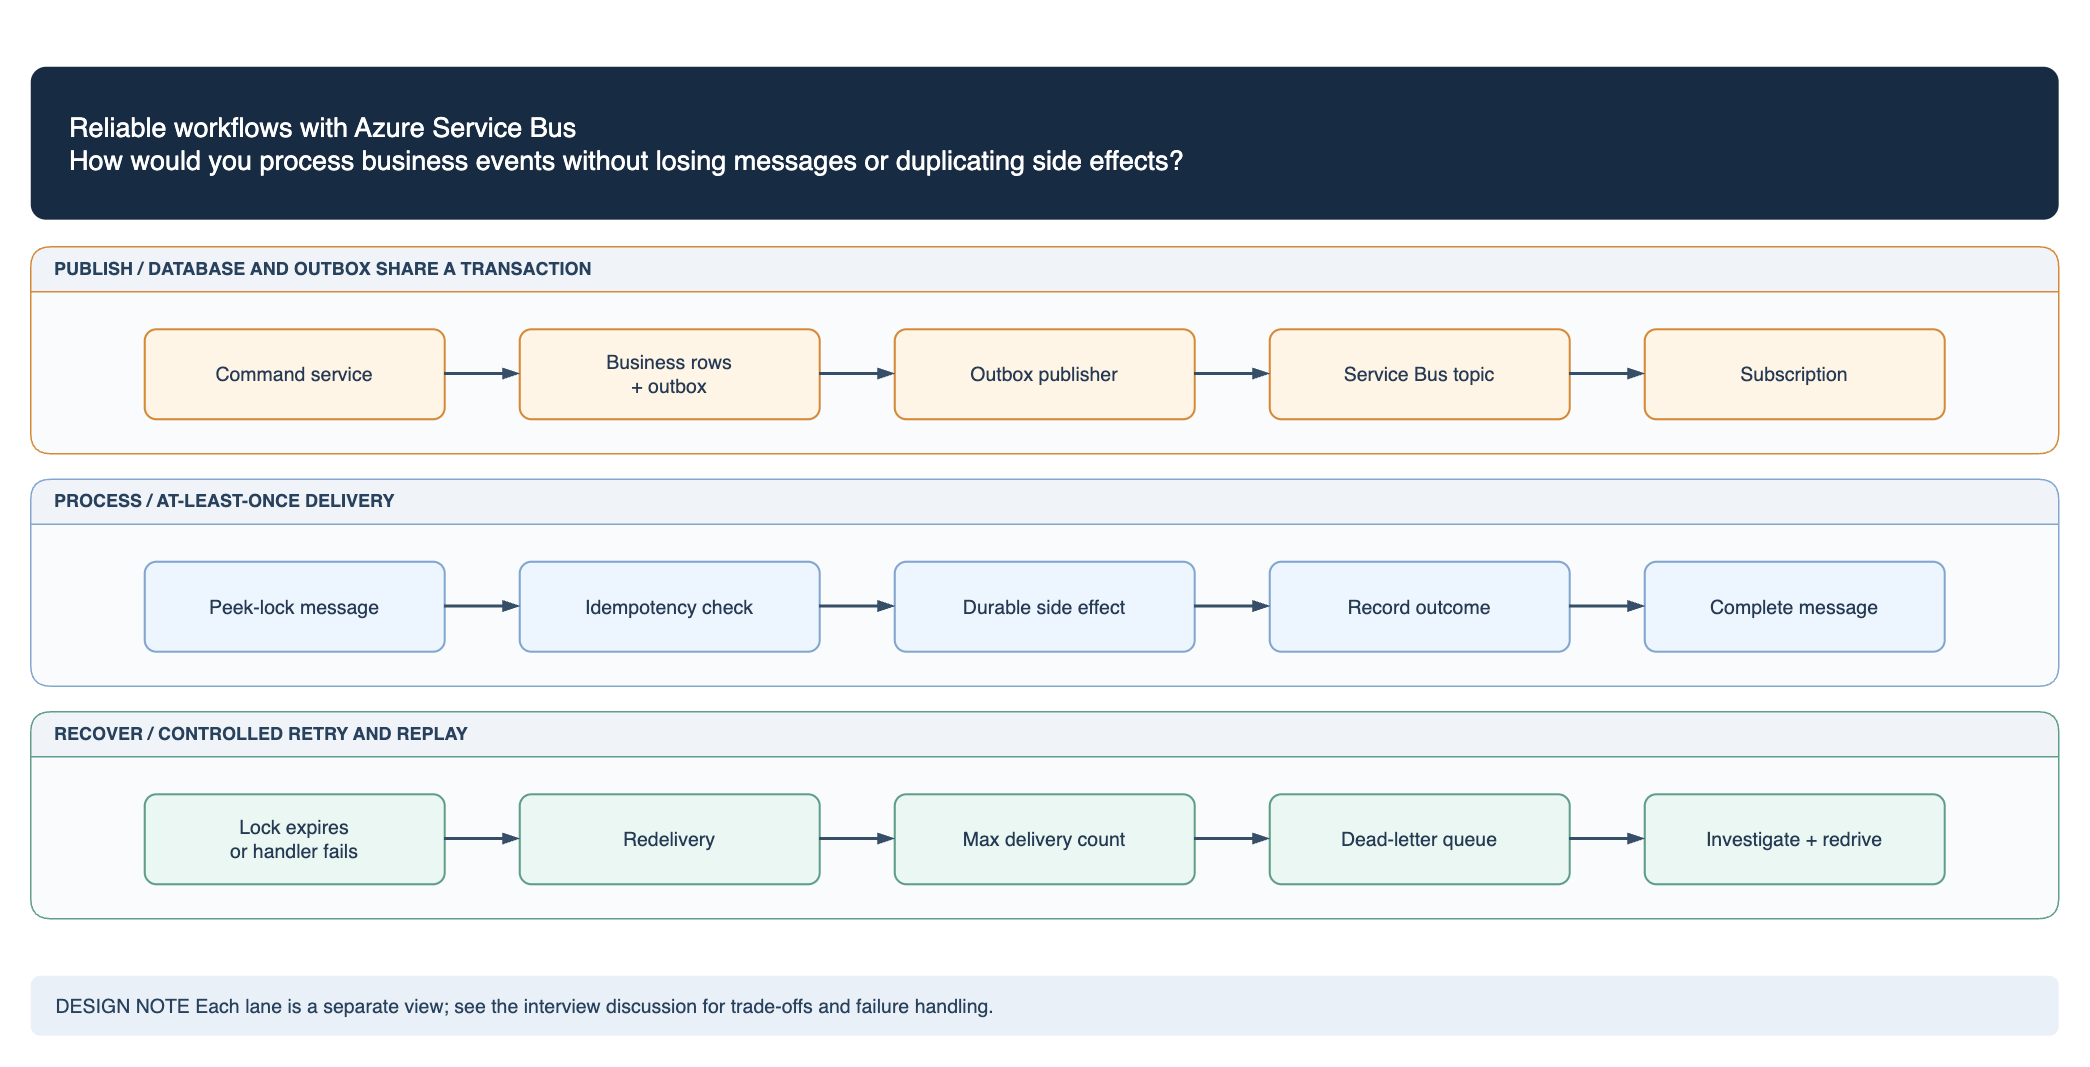 Reliable workflows with Azure Service Bus
How would you process business events without losing messages or duplicating side effects?
PUBLISH / DATABASE AND OUTBOX SHARE A TRANSACTION
Command service
Business rows
+ outbox
Outbox publisher
Service Bus topic
Subscription
PROCESS / AT-LEAST-ONCE DELIVERY
Peek-lock message
Idempotency check
Durable side effect
Record outcome
Complete message
RECOVER / CONTROLLED RETRY AND REPLAY
Lock expires
or handler fails
Redelivery
Max delivery count
Dead-letter queue
Investigate + redrive
DESIGN NOTE Each lane is a separate view; see the interview discussion for trade-offs and failure handling.